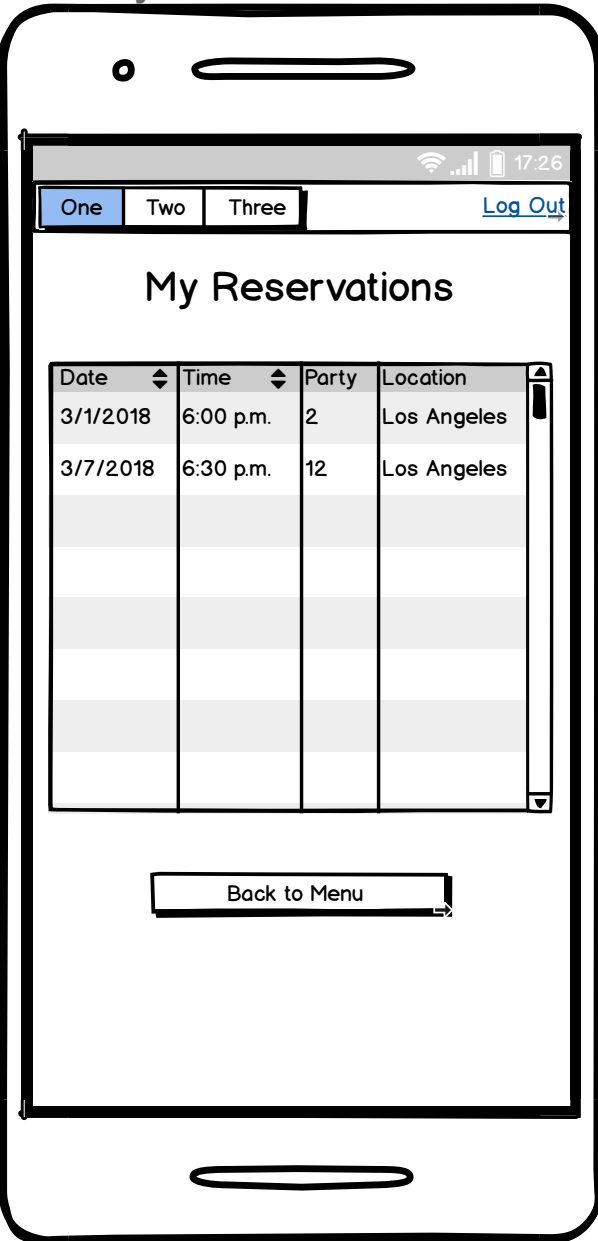 17:26
One Two Three Log Out
My Reservations
Date Time Party Location
3/1/2018 6:00 p.m. 2 Los Angeles
3/7/2018 6:30 p.m. 12 Los Angeles
Back to Menu